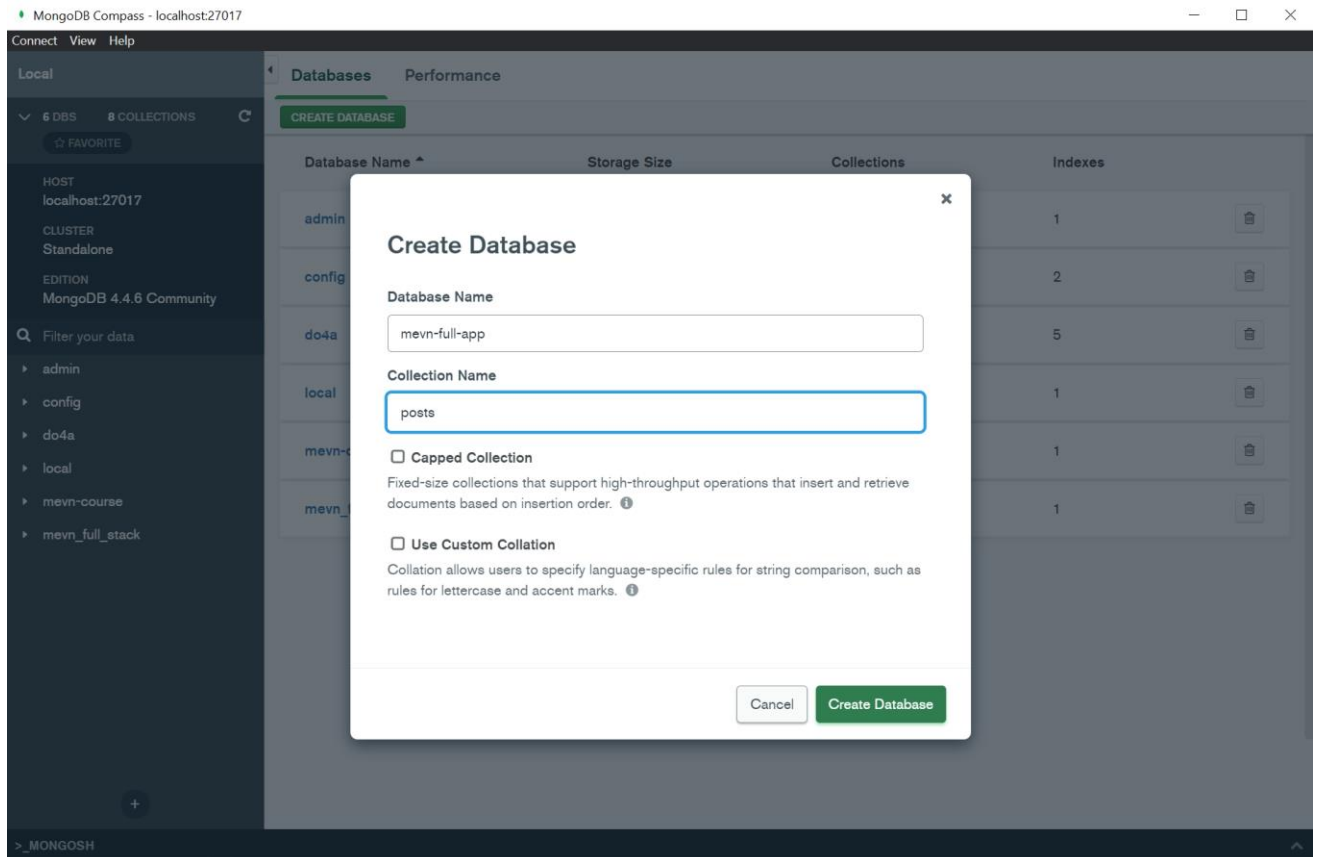 MongoDB Compass - localhost:27017
Connect View Help
Local
6 DBS 8 COLLECTIONS
☆ FAVORITE
HOST
localhost:27017
CLUSTER
Standalone
EDITION
MongoDB 4.4.6 Community
Filter your data
admin
config
do4a
local
mevn-course
mevn_full_stack
+
>_MONGOSH
Databases Performance
CREATE DATABASE
Database Name Storage Size Collections Indexes
admin 1
config 2
do4a 5
local 1
mevn-c 1
mevn_f 1
Create Database
Database Name
mevn-full-app
Collection Name
posts
Capped Collection
Fixed-size collections that support high-throughput operations that insert and retrieve
documents based on insertion order.
Use Custom Collation
Collation allows users to specify language-specific rules for string comparison, such as
rules for lettercase and accent marks.
Cancel Create Database